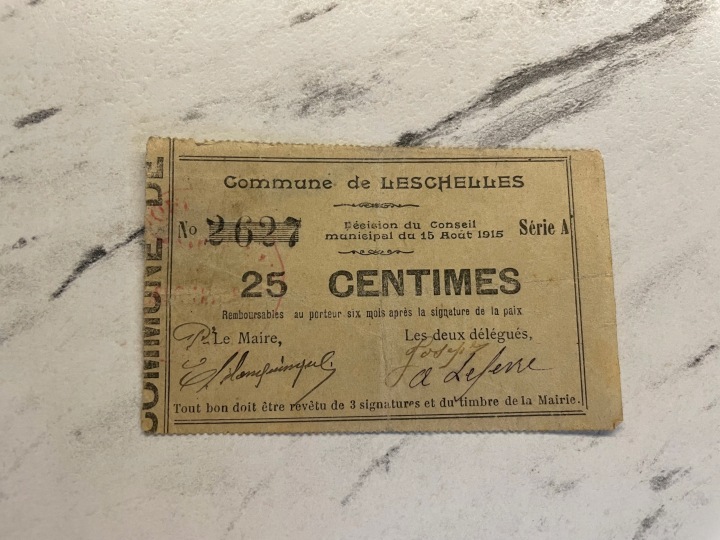 COMMUNE DE
Commune de LESCHELLES
No 2627
Décision du Conseil
municipal du 15 Août 1915
Série A
25 CENTIMES
Remboursables au porteur six mois après la signature de la paix
Pr Le Maire,
Les deux délégués,
a Lefevre
Tout bon doit être revêtu de 3 signatures et du timbre de la Mairie.